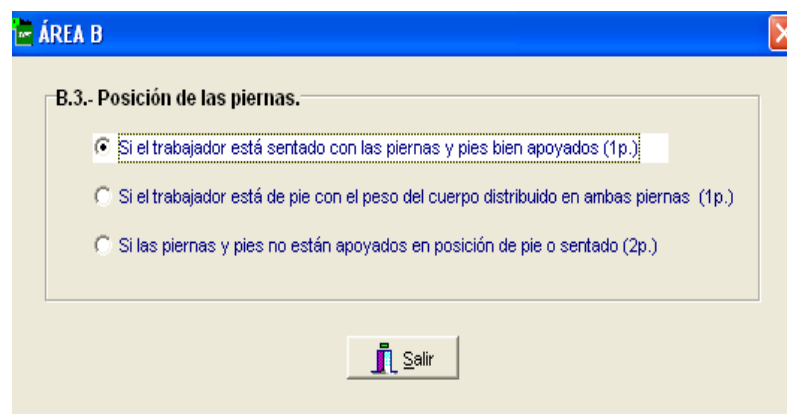 ÁREA B
B.3.- Posición de las piernas.
Si el trabajador está sentado con las piernas y pies bien apoyados (1p.)
Si el trabajador está de pie con el peso del cuerpo distribuido en ambas piernas (1p.)
Si las piernas y pies no están apoyados en posición de pie o sentado (2p.)
Salir